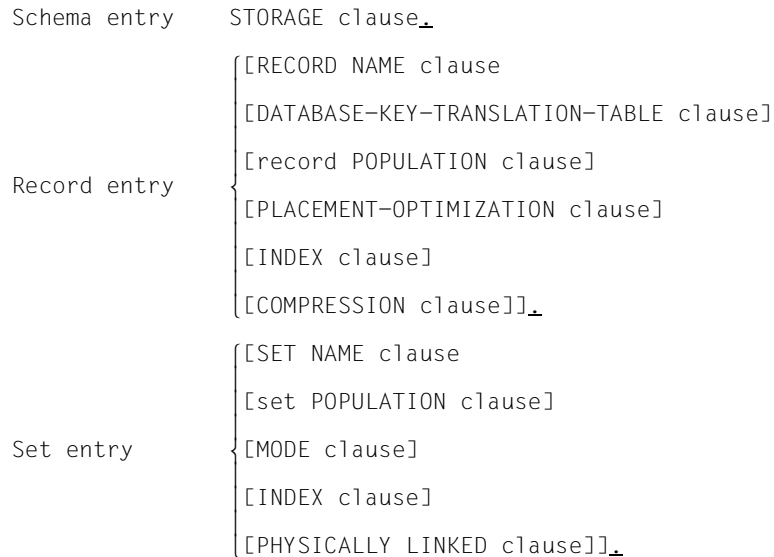 Schema entry STORAGE clause.
[RECORD NAME clause
[DATABASE-KEY-TRANSLATION-TABLE clause]
[record POPULATION clause]
Record entry
[PLACEMENT-OPTIMIZATION clause]
[INDEX clause]
[COMPRESSION clause]].
[SET NAME clause
[set POPULATION clause]
Set entry [MODE clause]
[INDEX clause]
[PHYSICALLY LINKED clause]].